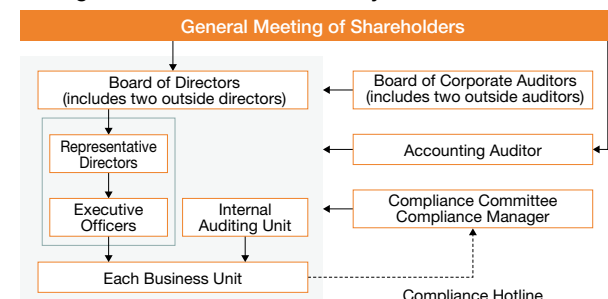 General Meeting of Shareholders
Board of Directors
(includes two outside directors)
Board of Corporate Auditors
(includes two outside auditors)
Representative
Directors
Accounting Auditor
Executive
Officers
Internal
Auditing Unit
Compliance Committee
Compliance Manager
Each Business Unit
Compliance Hotline